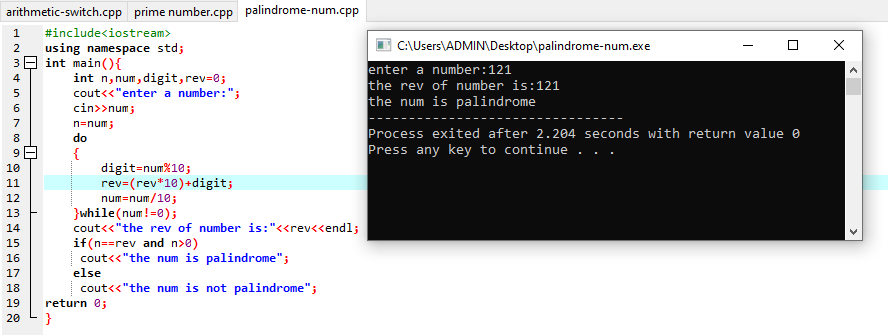 arithmetic-switch.cpp prime number.cpp palindrome-num.cpp
1 #include<iostream>
2 using namespace std;
3 int main(){
4 int n,num,digit,rev=0;
5 cout<<"enter a number:";
6 cin>>num;
7 n=num;
8 do
9 {
10 digit=num%10;
11 rev=(rev*10)+digit;
12 num=num/10;
13 }while(num!=0);
14 cout<<"the rev of number is:"<<rev<<endl;
15 if(n==rev and n>0)
16 cout<<"the num is palindrome";
17 else
18 cout<<"the num is not palindrome";
19 return 0;
20 }
C:\Users\ADMIN\Desktop\palindrome-num.exe
enter a number:121
the rev of number is:121
the num is palindrome
--------------------------------
Process exited after 2.204 seconds with return value 0
Press any key to continue . . .